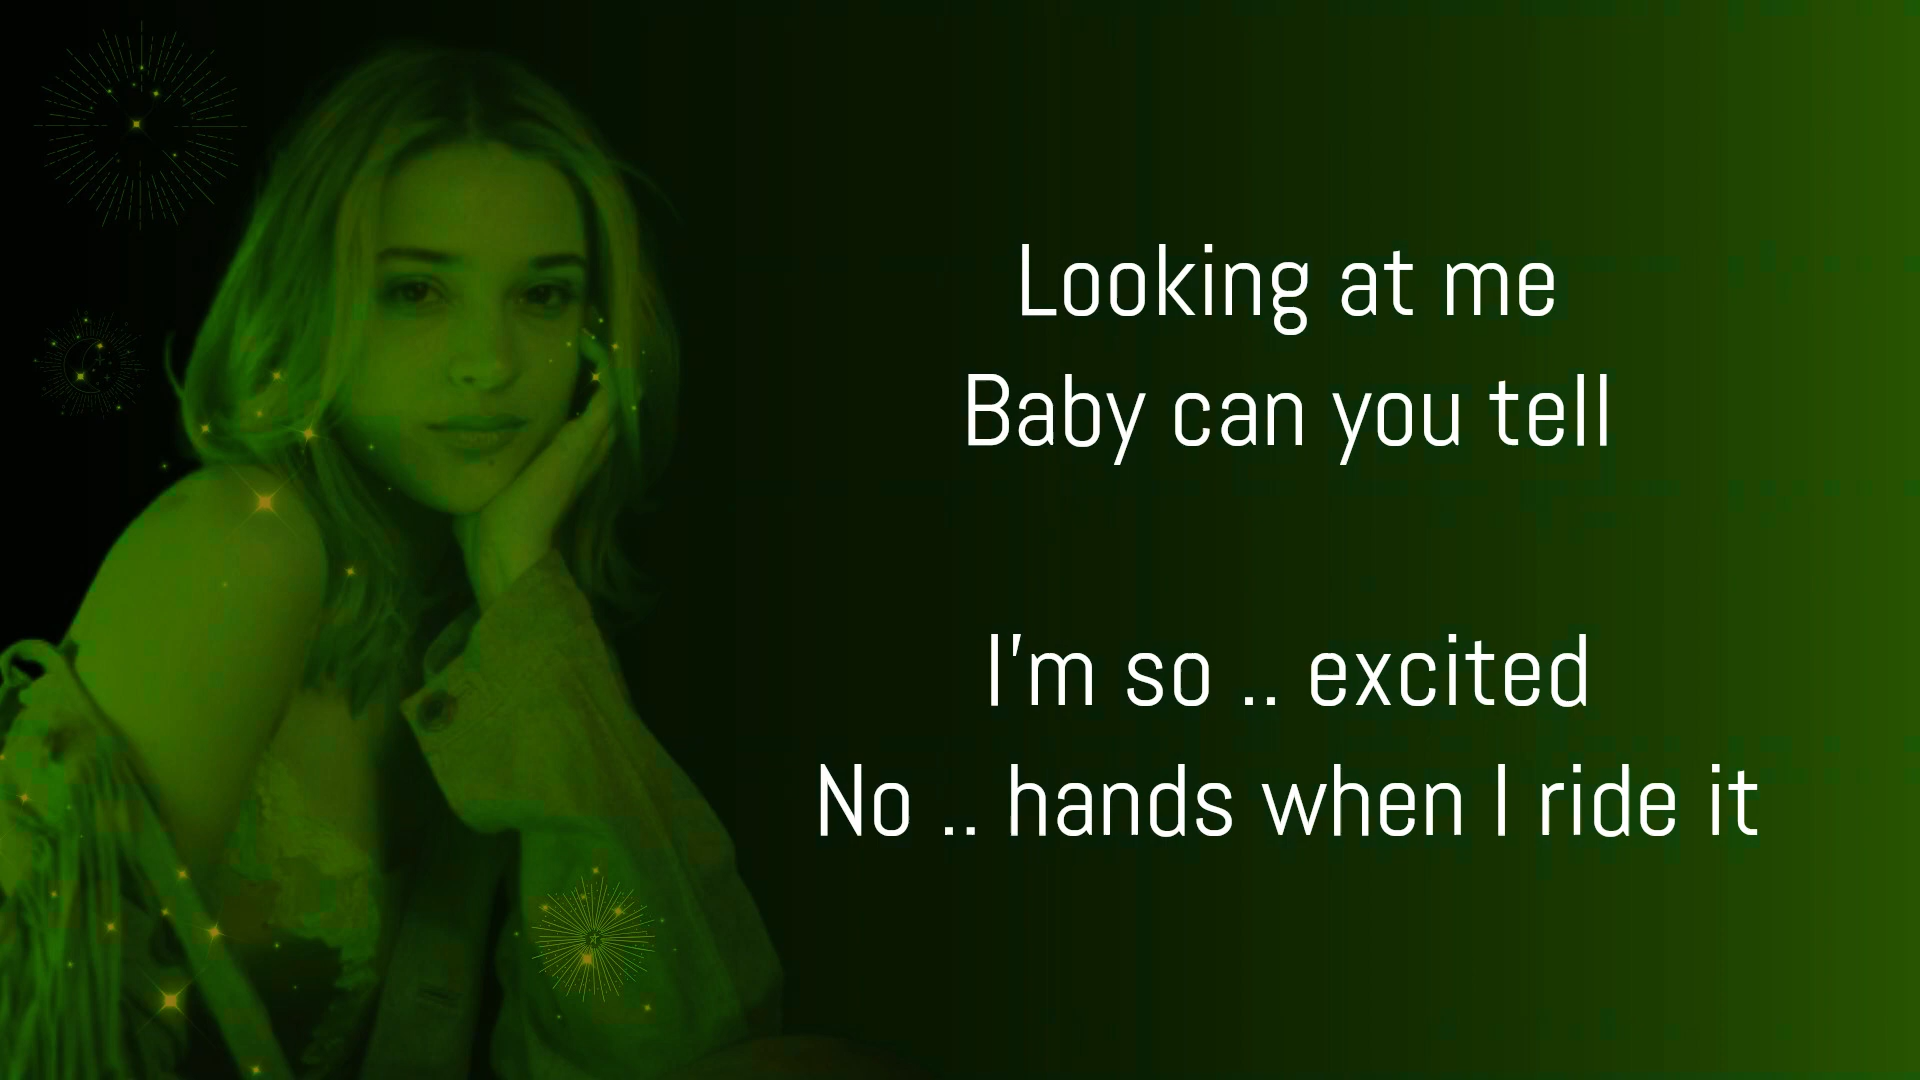 Looking at me
Baby can you tell
I'm so .. excited
No .. hands when I ride it